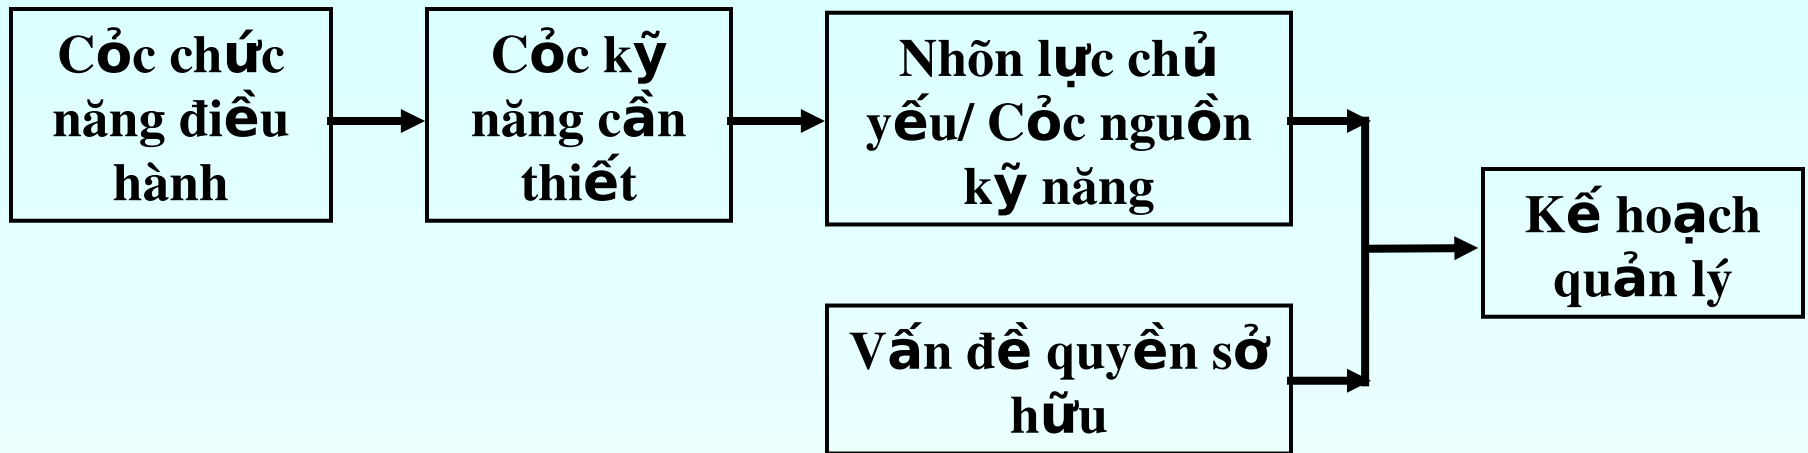 Cỏc chức
năng điều
hành
Cỏc kỹ
năng cần
thiết
Nhõn lực chủ
yếu/ Cỏc nguồn
kỹ năng
Vấn đề quyền sở
hữu
Kế hoạch
quản lý